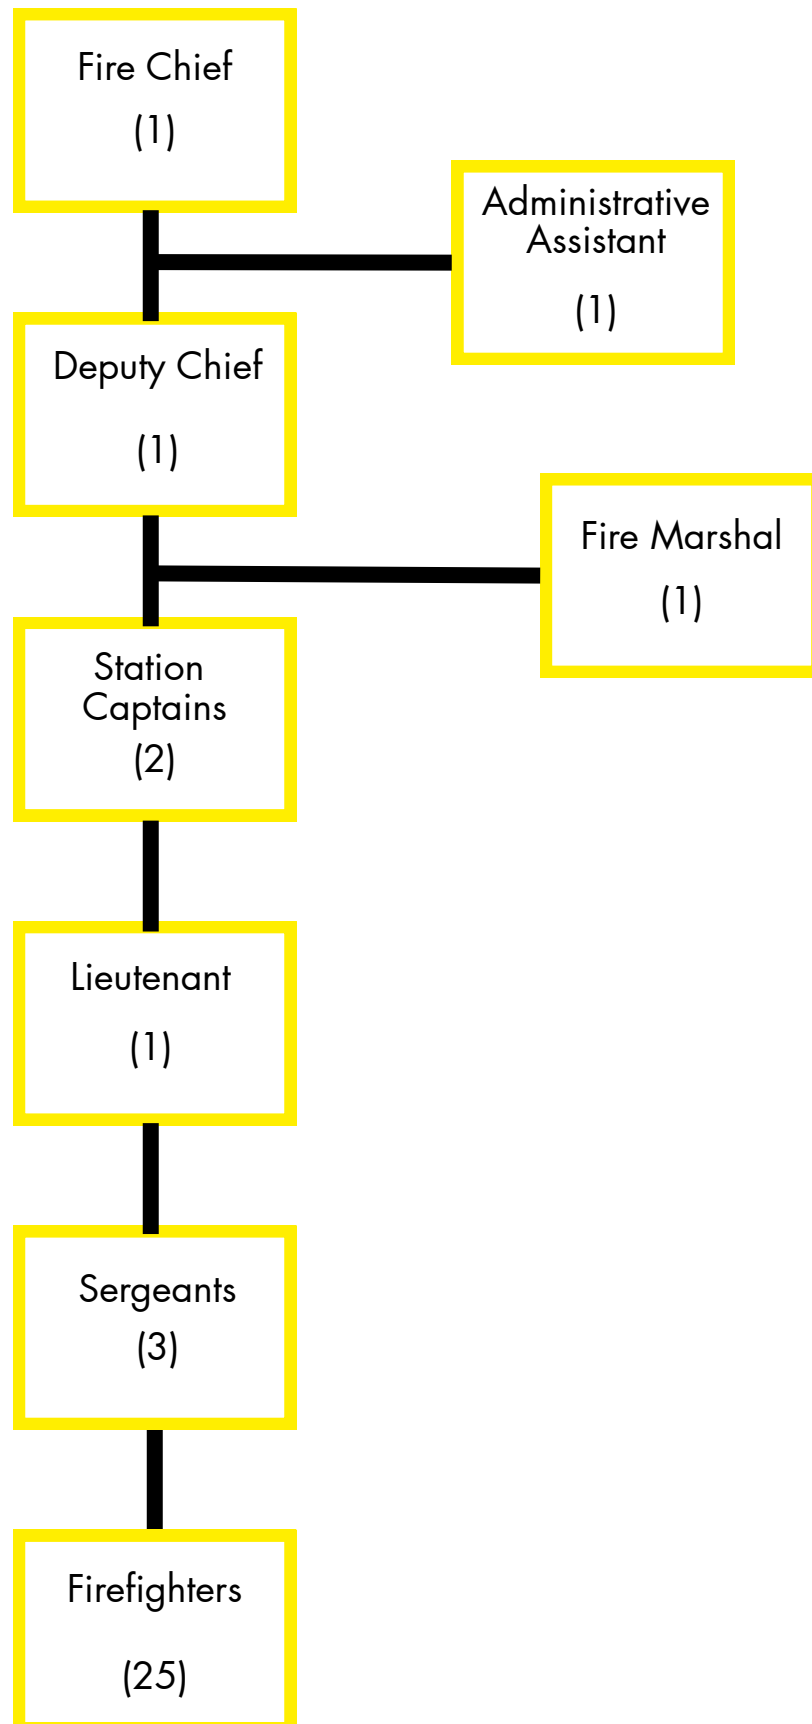 Fire Chief
(1)
Administrative
Assistant
(1)
Deputy Chief
(1)
Fire Marshal
(1)
Station
Captains
(2)
Lieutenant
(1)
Sergeants
(3)
Firefighters
(25)